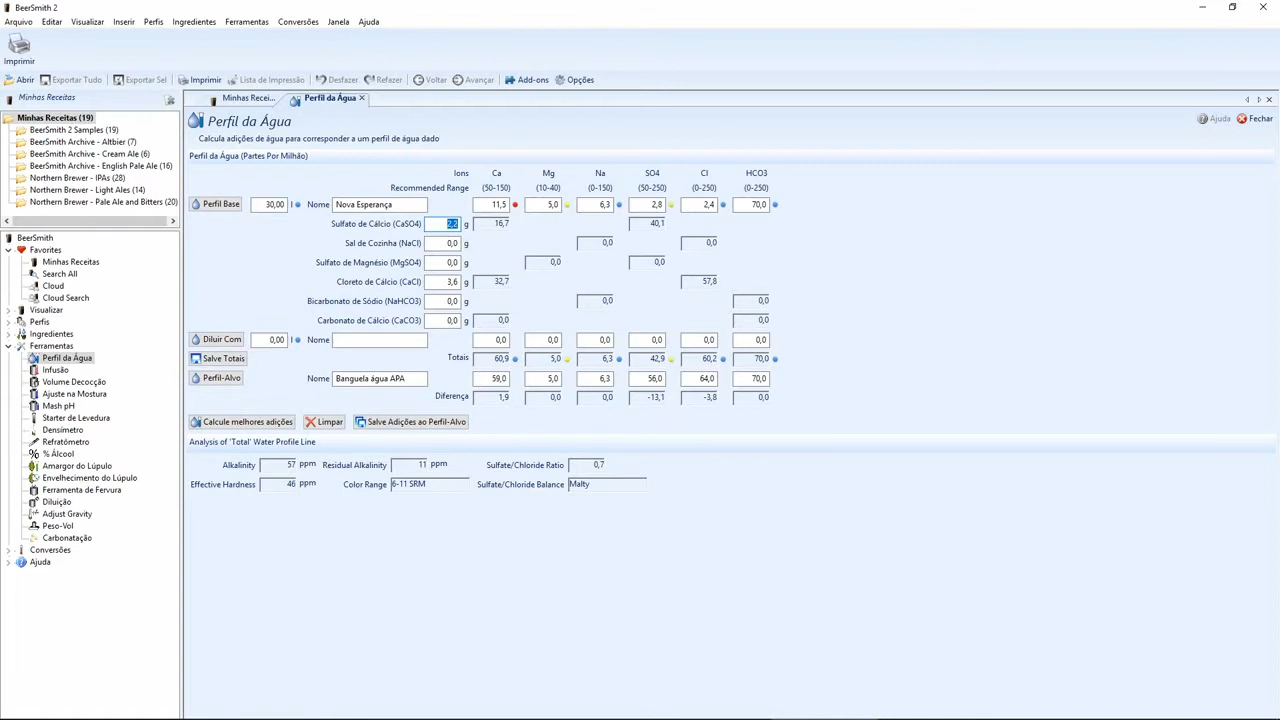 BeerSmith 2
Arquivo Editar Visualizar Inserir Perfis Ingredientes Ferramentas Conversões Janela Ajuda
Imprimir
Abrir Exportar Tudo Exportar Sel Imprimir Lista de Impressão Desfazer Refazer Voltar Avançar Add-ons Opções
Minhas Receitas
Minhas Recei... Perfil da Água
Minhas Receitas (19)
BeerSmith 2 Samples (19)
BeerSmith Archive - Altbier (7)
BeerSmith Archive - Cream Ale (6)
BeerSmith Archive - English Pale Ale (16)
Northern Brewer - IPAs (28)
Northern Brewer - Light Ales (14)
Northern Brewer - Pale Ale and Bitters (20)
BeerSmith
Favorites
Minhas Receitas
Search All
Cloud
Cloud Search
Visualizar
Perfis
Ingredientes
Ferramentas
Perfil da Água
Infusão
Volume Decocção
Ajuste na Mostura
Mash pH
Starter de Levedura
Densímetro
Refratómetro
% Álcool
Amargor do Lúpulo
Envelhecimento do Lúpulo
Ferramenta de Fervura
Diluição
Adjust Gravity
Peso-Vol
Carbonatação
Conversões
Ajuda
Perfil da Água
Ajuda Fechar
Calcula adições de água para corresponder a um perfil de água dado
Perfil da Água (Partes Por Milhão)
Ions Ca Mg Na SO4 Cl HCO3
Recommended Range (50-150) (10-40) (0-150) (50-250) (0-250) (0-250)
Perfil Base 30,00 l Nome Nova Esperança 11,5 5,0 6,3 2,8 2,4 70,0
Sulfato de Cálcio (CaSO4) g 16,7 40,1
Sal de Cozinha (NaCl) 0,0 g 0,0 0,0
Sulfato de Magnésio (MgSO4) 0,0 g 0,0 0,0
Cloreto de Cálcio (CaCl) 3,6 g 32,7 57,8
Bicarbonato de Sódio (NaHCO3) 0,0 g 0,0 0,0
Carbonato de Cálcio (CaCO3) 0,0 g 0,0 0,0
Diluir Com 0,00 l Nome 0,0 0,0 0,0 0,0 0,0 0,0
Salve Totais Totais 60,9 5,0 6,3 42,9 60,2 70,0
Perfil-Alvo Nome Banguela água APA 59,0 5,0 6,3 56,0 64,0 70,0
Diferença 1,9 0,0 0,0 -13,1 -3,8 0,0
Calcule melhores adições Limpar Salve Adições ao Perfil-Alvo
Analysis of 'Total' Water Profile Line
Alkalinity 57 ppm Residual Alkalinity 11 ppm Sulfate/Chloride Ratio 0,7
Effective Hardness 46 ppm Color Range 6-11 SRM Sulfate/Chloride Balance Malty